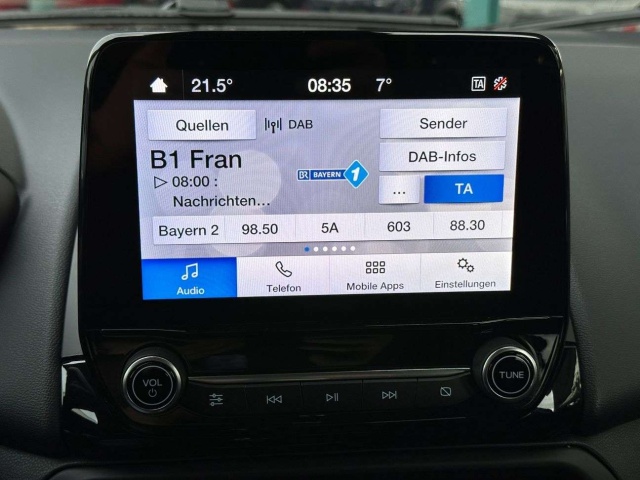 21.5° 08:35 7° TA
Quellen DAB Sender
B1 Fran BR BAYERN 1 DAB-Infos
08:00 :
Nachrichten... ... TA
Bayern 2 98.50 5A 603 88.30
Audio Telefon Mobile Apps Einstellungen
VOL TUNE